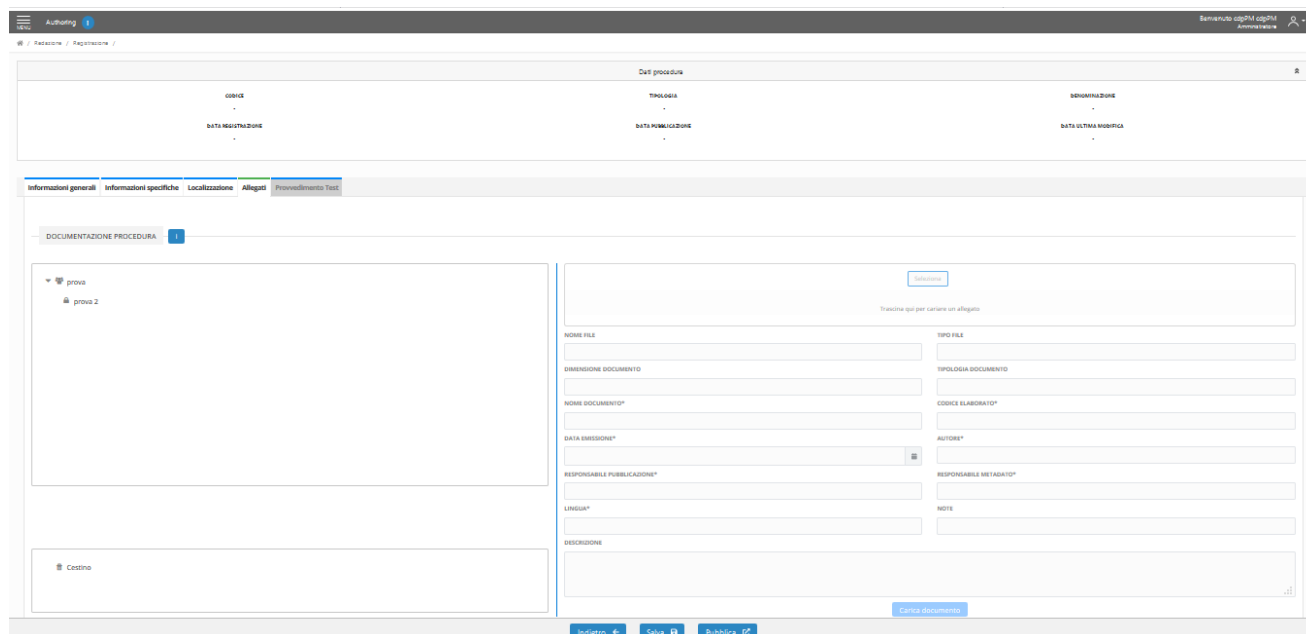 MENU Authoring i Benvenuto cdpPM cdpPM
Amministratore
/ Redazione / Registrazione /
Dati procedura
CODICE TIPOLOGIA DENOMINAZIONE
- - -
DATA REGISTRAZIONE DATA PUBBLICAZIONE DATA ULTIMA MODIFICA
- - -
Informazioni generali Informazioni specifiche Localizzazione Allegati Provvedimento Test
DOCUMENTAZIONE PROCEDURA i
prova
prova 2
Cestino
Seleziona
Trascina qui per caricare un allegato
NOME FILE TIPO FILE
DIMENSIONE DOCUMENTO TIPOLOGIA DOCUMENTO
NOME DOCUMENTO* CODICE ELABORATO*
DATA EMISSIONE* AUTORE*
RESPONSABILE PUBBLICAZIONE* RESPONSABILE METADATO*
LINGUA* NOTE
DESCRIZIONE
Carica documento
Indietro Salva Pubblica